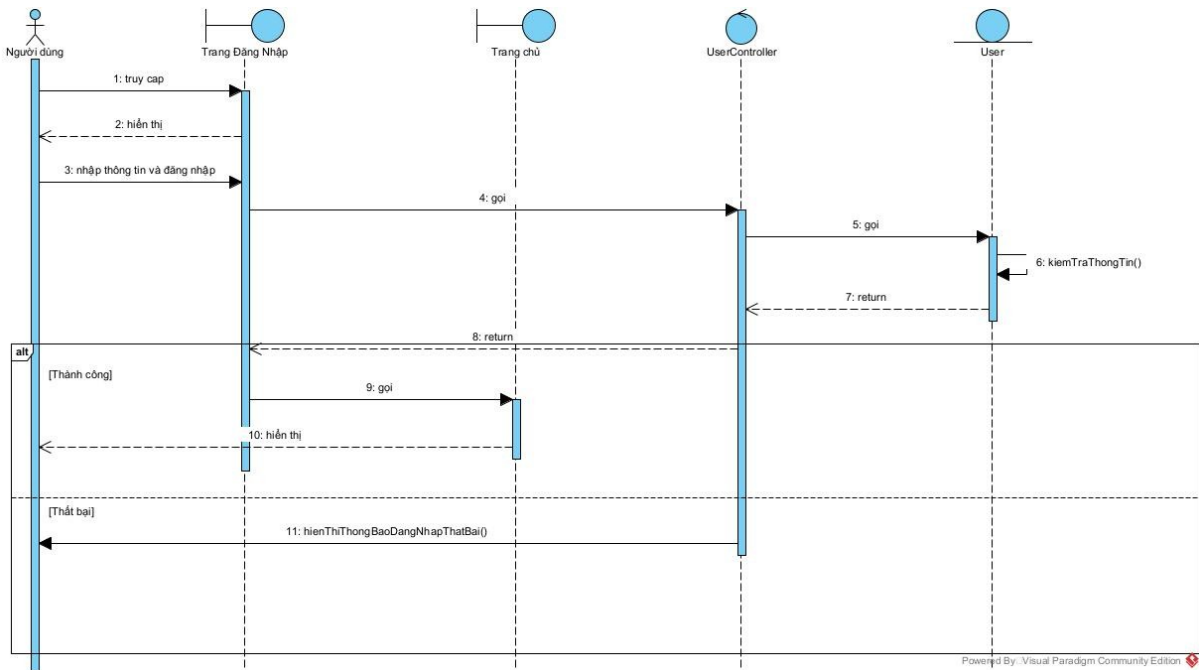 Người dùng
Trang Đăng Nhập
Trang chủ
UserController
User
1: truy cap
2: hiển thị
3: nhập thông tin và đăng nhập
4: gọi
5: gọi
6: kiemTraThongTin()
7: return
8: return
alt
[Thành công]
9: gọi
10: hiển thị
[Thất bại]
11: hienThiThongBaoDangNhapThatBai()
Powered By Visual Paradigm Community Edition